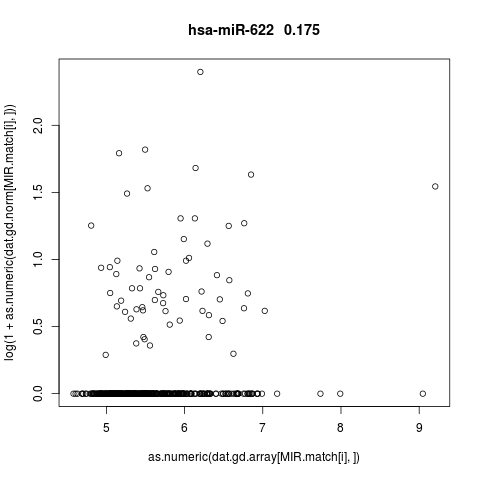 hsa-miR-622 0.175
log(1 + as.numeric(dat.gd.norm[MIR.match[i], ]))
2.0
1.5
1.0
0.5
0.0
5 6 7 8 9
as.numeric(dat.gd.array[MIR.match[i], ])